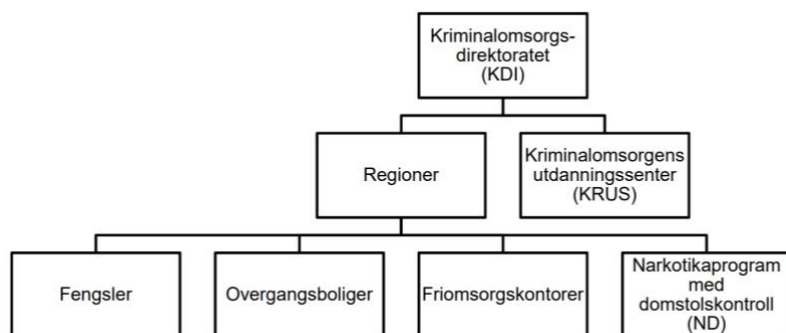 Kriminalomsorgs-
direktoratet
(KDI)
Regioner
Kriminalomsorgens
utdanningssenter
(KRUS)
Fengsler
Overgangsboliger
Friomsorgskontorer
Narkotikaprogram
med
domstolskontroll
(ND)